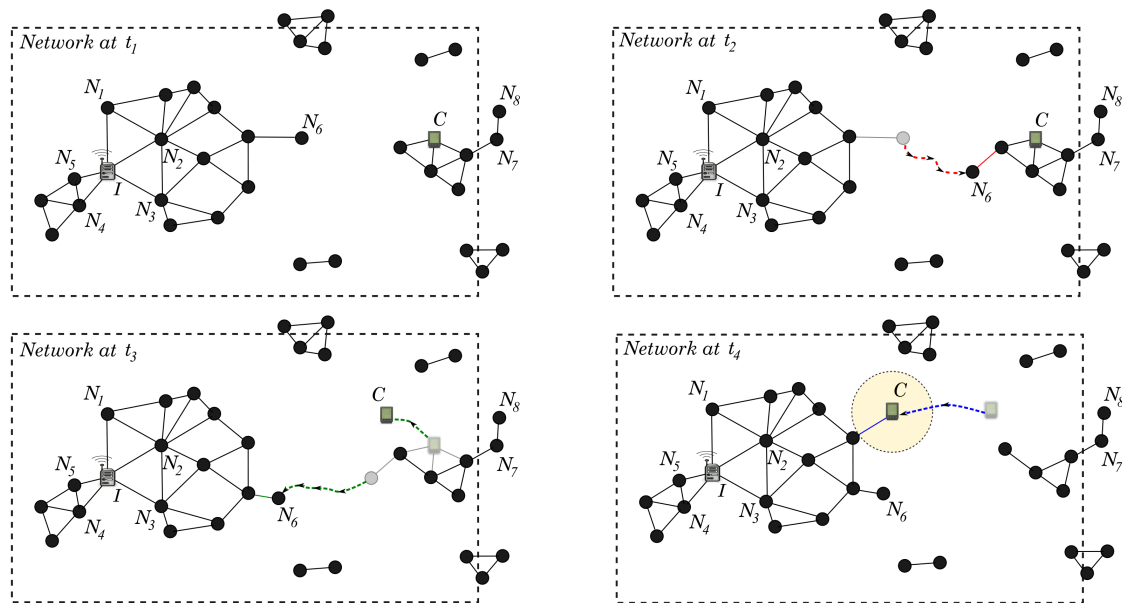 Network at t1
N1
N2
N3
N4
N5
I
N6
C
N7
N8
Network at t2
N1
N2
N3
N4
N5
I
N6
C
N7
N8
Network at t3
N1
N2
N3
N4
N5
I
N6
C
N7
N8
Network at t4
N1
N2
N3
N4
N5
I
N6
C
N7
N8